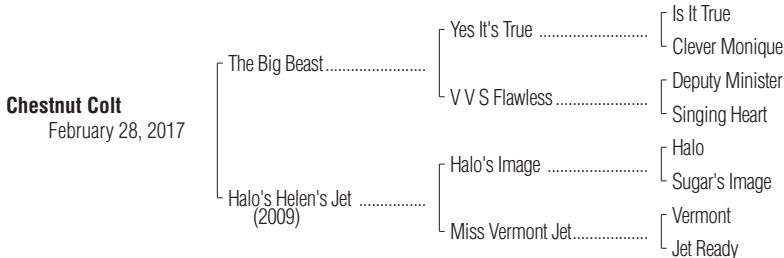 Is It True
Yes It's True ........................
Clever Monique
The Big Beast......................
Deputy Minister
V V S Flawless....................
Singing Heart
Chestnut Colt
February 28, 2017
Halo
Halo's Image ......................
Sugar's Image
Halo's Helen's Jet ...............
(2009)
Vermont
Miss Vermont Jet................
Jet Ready